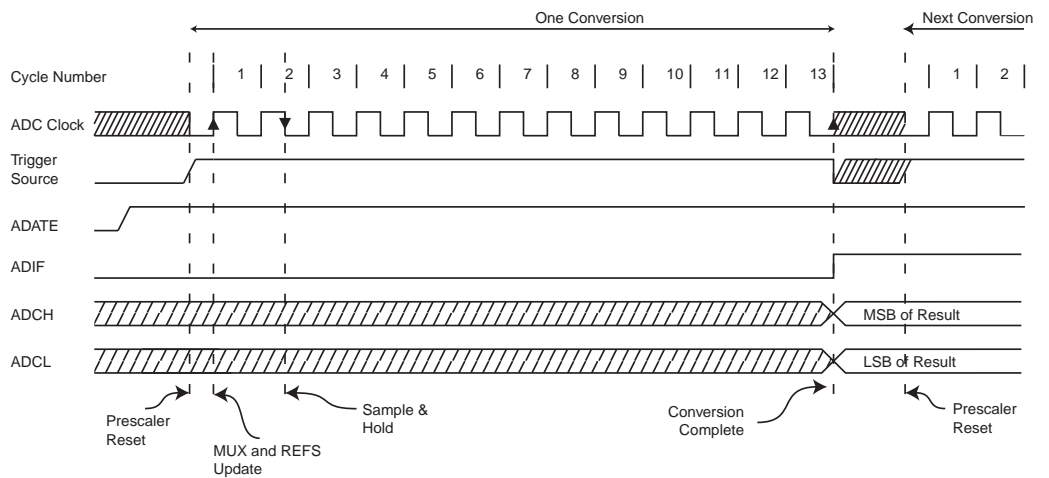 One Conversion
Next Conversion
Cycle Number
1 2 3 4 5 6 7 8 9 10 11 12 13 1 2
ADC Clock
Trigger
Source
ADATE
ADIF
ADCH
MSB of Result
ADCL
LSB of Result
Prescaler
Reset
MUX and REFS
Update
Sample &
Hold
Conversion
Complete
Prescaler
Reset